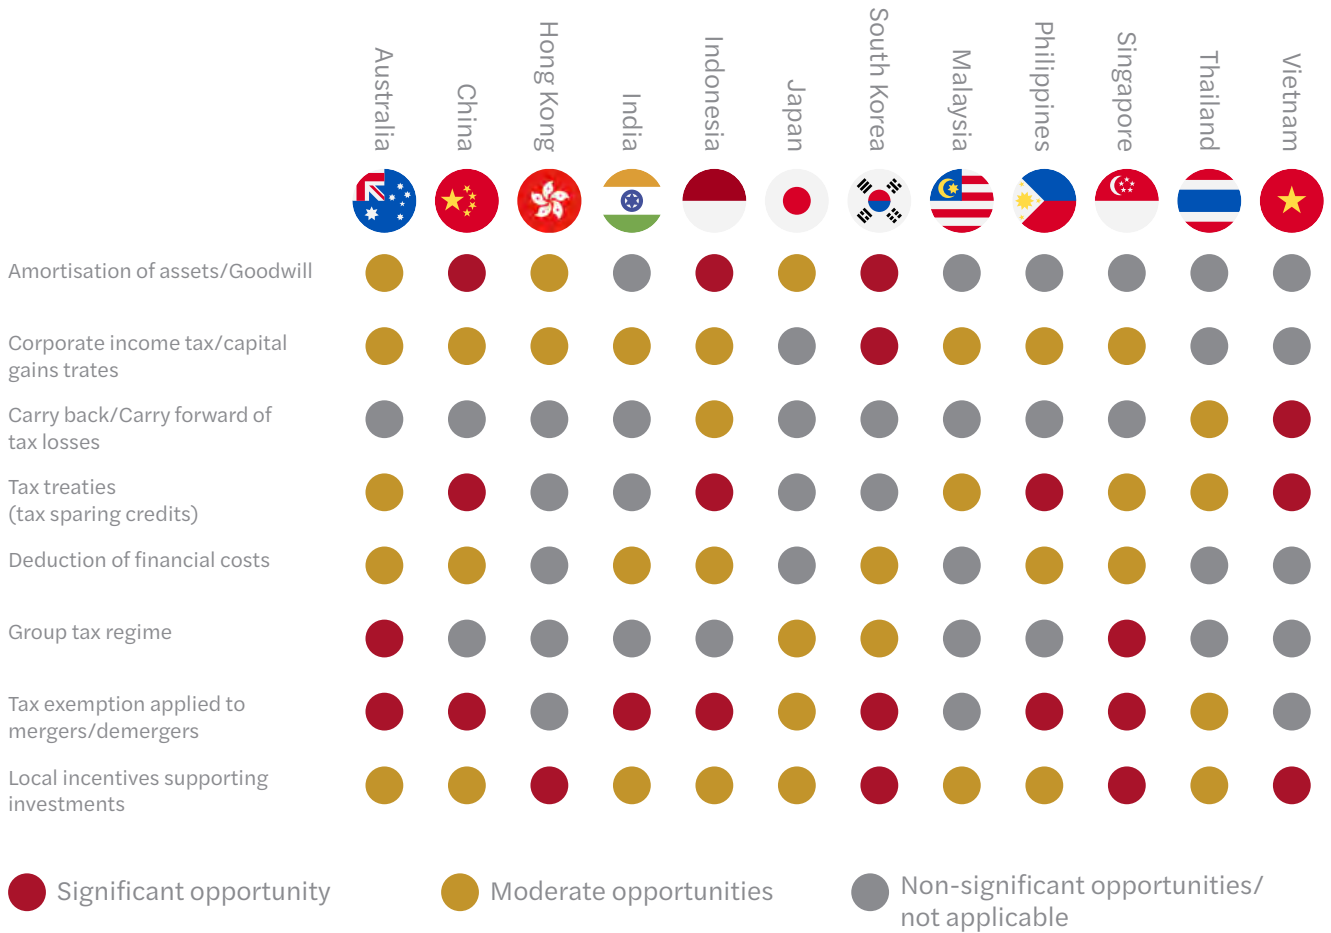 Australia
China
Hong Kong
India
Indonesia
Japan
South Korea
Malaysia
Philippines
Singapore
Thailand
Vietnam
Amortisation of assets/Goodwill
Corporate income tax/capital
gains trates
Carry back/Carry forward of
tax losses
Tax treaties
(tax sparing credits)
Deduction of financial costs
Group tax regime
Tax exemption applied to
mergers/demergers
Local incentives supporting
investments
Significant opportunity
Moderate opportunities
Non-significant opportunities/
not applicable